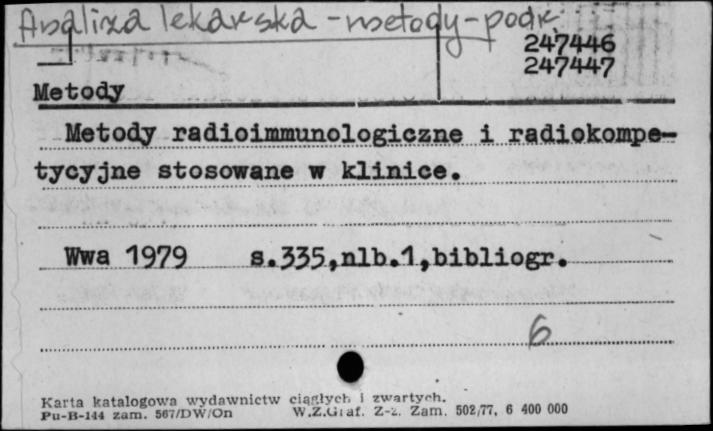 Analiza lekarska - metody - podr.
247446
247447
Metody
Metody radioimmunologiczne i radiokompe-
tycyjne stosowane w klinice.
Wwa 1979 s.335,nlb.1,bibliogr.
6
Karta katalogowa wydawnictw ciągłych i zwartych.
Pu-B-144 zam. 567/DW/On W.Z.Graf. Z-z. Zam. 502/77, 6 400 000